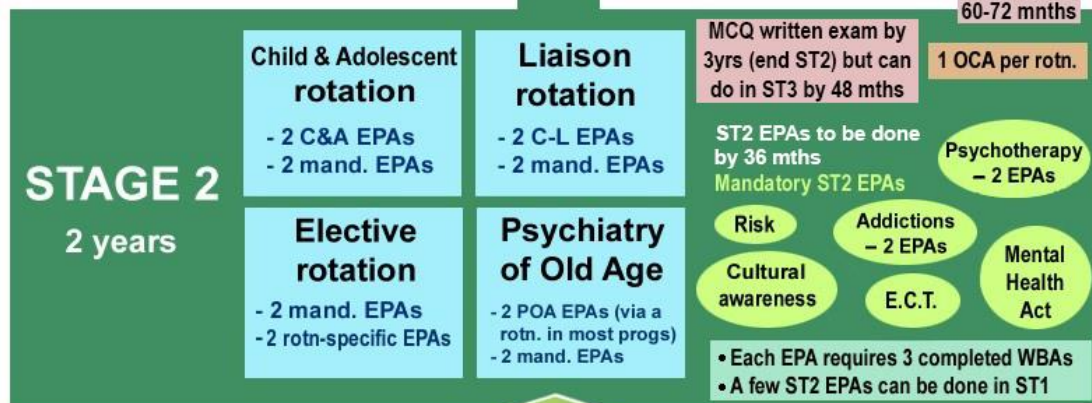 STAGE 2
2 years
Child & Adolescent
rotation
- 2 C&A EPAs
- 2 mand. EPAs
Liaison
rotation
- 2 C-L EPAs
- 2 mand. EPAs
Elective
rotation
- 2 mand. EPAs
- 2 rotn-specific EPAs
Psychiatry
of Old Age
- 2 POA EPAs (via a
rotn. in most progs)
- 2 mand. EPAs
60-72 mnths
MCQ written exam by
3yrs (end ST2) but can
do in ST3 by 48 mths
1 OCA per rotn.
ST2 EPAs to be done
by 36 mths
Mandatory ST2 EPAs
Psychotherapy
– 2 EPAs
Risk
Addictions
– 2 EPAs
Cultural
awareness
E.C.T.
Mental
Health
Act
• Each EPA requires 3 completed WBAs
• A few ST2 EPAs can be done in ST1